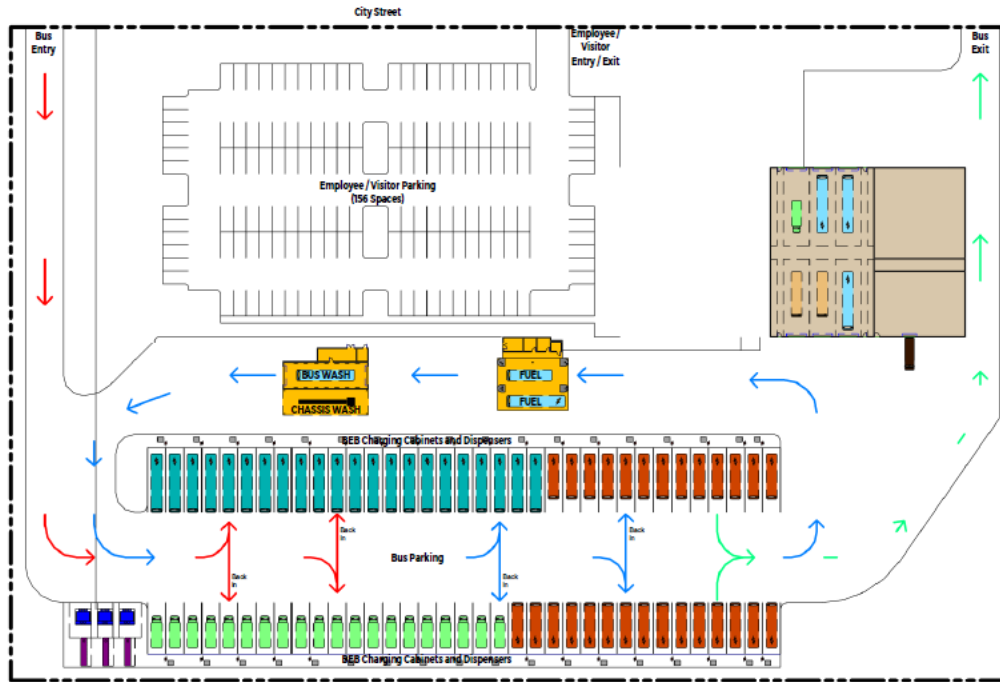 City Street
Bus
Entry
Employee /
Visitor
Entry / Exit
Bus
Exit
Employee / Visitor Parking
(156 Spaces)
BUS WASH
CHASSIS WASH
FUEL
FUEL
BEB Charging Cabinets and Dispensers
Back
In
Back
In
Bus Parking
Back
In
Back
In
BEB Charging Cabinets and Dispensers